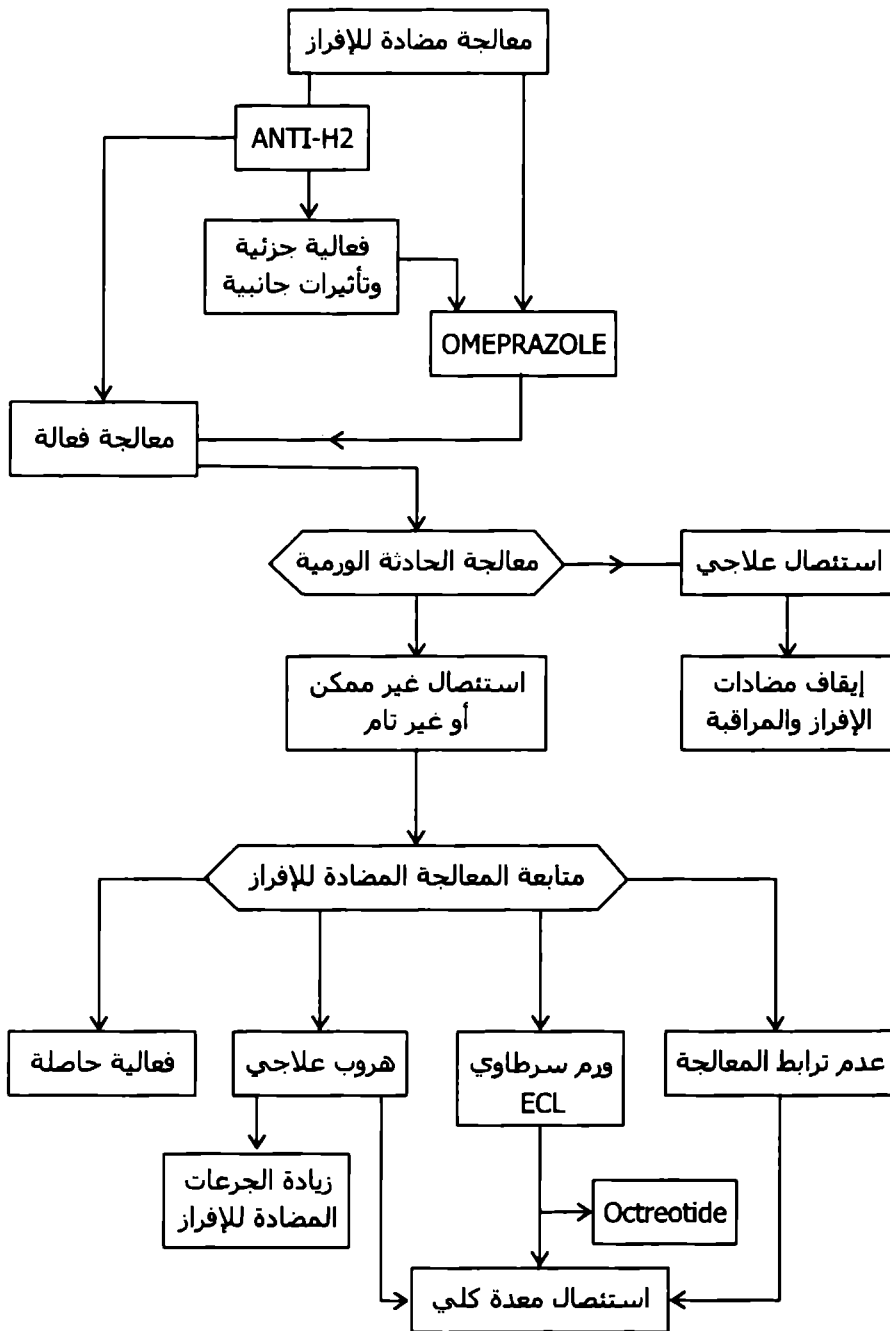 معالجة مضادة للإفراز
ANTI-H2
فعالية جزئية
وتأثيرات جانبية
OMEPRAZOLE
معالجة فعالة
معالجة الحادثة الورمية
استئصال علاجي
استئصال غير ممكن
أو غير تام
إيقاف مضادات
الإفراز والمراقبة
متابعة المعالجة المضادة للإفراز
عدم ترابط المعالجة
ورم سرطاوي
ECL
هروب علاجي
فعالية حاصلة
زيادة الجرعات
المضادة للإفراز
Octreotide
استئصال معدة كلي